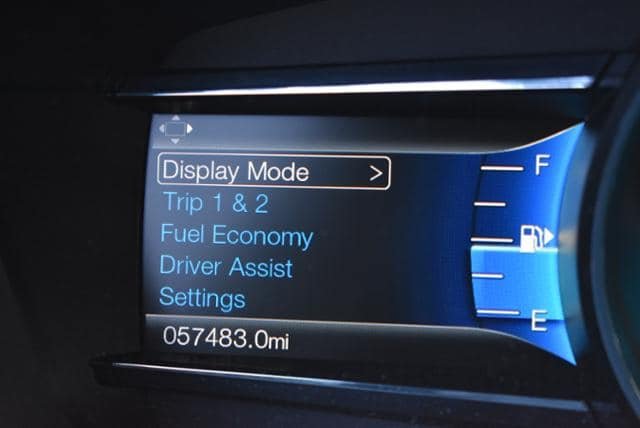 Display Mode >
F
Trip 1 & 2
Fuel Economy
Driver Assist
Settings
E
057483.0mi